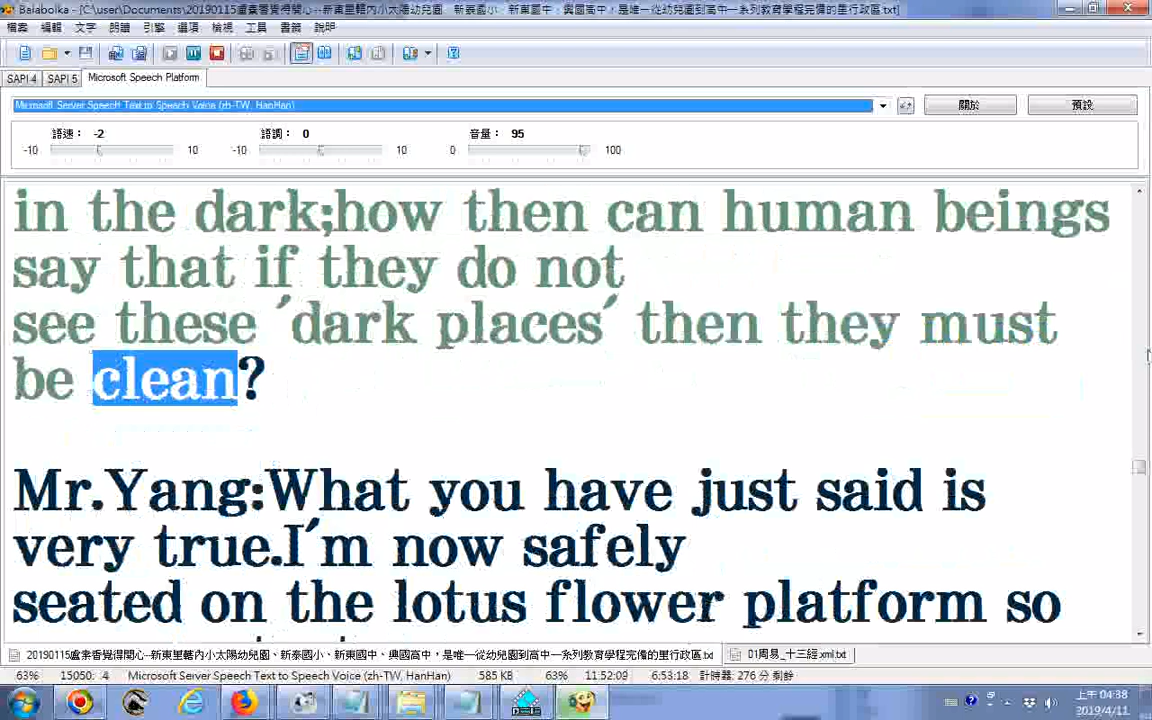 Balabolka - [C:\user\Documents\20190115盧素香覺得開心--新東里轄內小太陽幼兒園、新泰國小、新東國中、興國高中，是唯一從幼兒園到高中一系列教育學程完備的里行政區.txt]
檔案 編輯 文字 朗讀 引擎 選項 檢視 工具 書籤 說明
SAPI 4 SAPI 5 Microsoft Speech Platform
Microsoft Server Speech Text to Speech Voice (zh-TW, HanHan)
關於 預設
語速： -2 語調： 0 音量： 95
-10 10 -10 10 0 100
in the dark;how then can human beings
say that if they do not
see these 'dark places' then they must
be clean?
Mr.Yang:What you have just said is
very true.I'm now safely
seated on the lotus flower platform so
20190115盧素香覺得開心--新東里轄內小太陽幼兒園、新泰國小、新東國中、興國高中，是唯一從幼兒園到高中一系列教育學程完備的里行政區.txt 01周易_十三經.xml.txt
63% 15050: 4 Microsoft Server Speech Text to Speech Voice (zh-TW, HanHan) 585 KB 63% 11:52:09 6:53:18 計時器: 276 分 剩餘
上午 04:38
2019/4/11